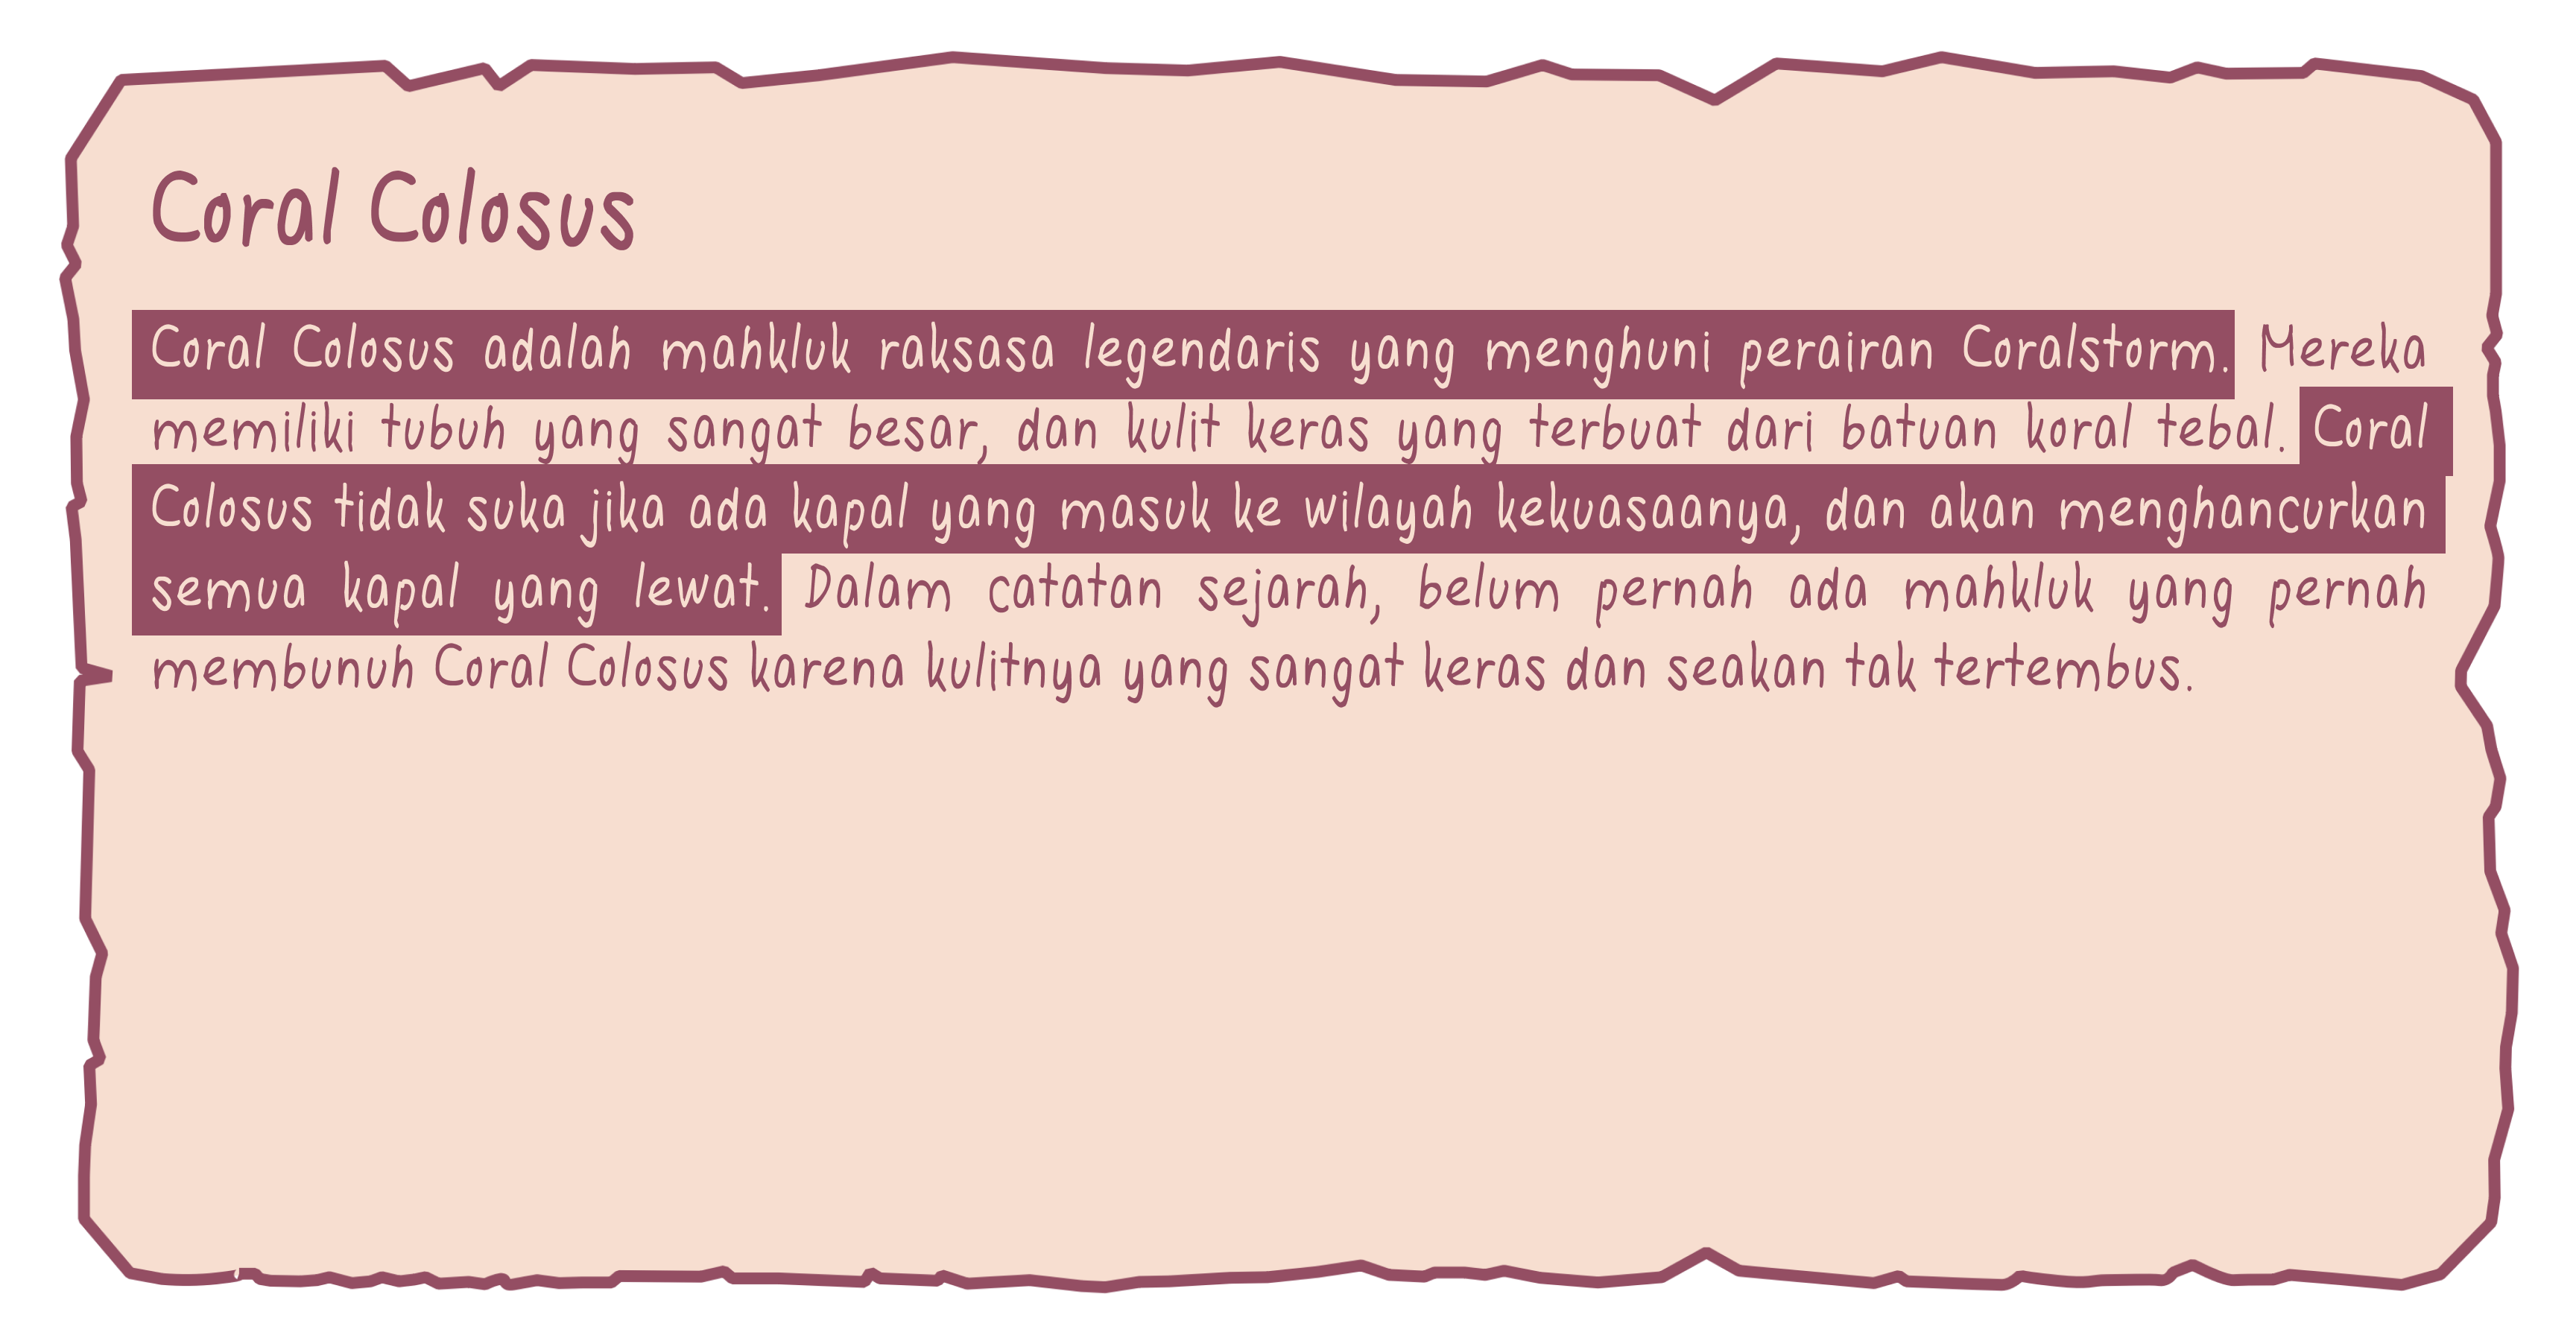 Coral Colosus
Coral Colosus adalah mahkluk raksasa legendaris yang menghuni perairan Coralstorm. Mereka
memiliki tubuh yang sangat besar, dan kulit keras yang terbuat dari batuan koral tebal. Coral
Colosus tidak suka jika ada kapal yang masuk ke wilayah kekuasaanya, dan akan menghancurkan
semua kapal yang lewat. Dalam catatan sejarah, belum pernah ada mahkluk yang pernah
membunuh Coral Colosus karena kulitnya yang sangat keras dan seakan tak tertembus.